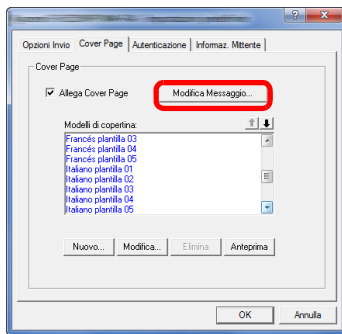 Opzioni Invio Cover Page Autenticazione Informaz. Mittente
Cover Page
Allega Cover Page Modifica Messaggio...
Modelli di copertina:
Francés plantilla 03
Francés plantilla 04
Francés plantilla 05
Italiano plantilla 01
Italiano plantilla 02
Italiano plantilla 03
Italiano plantilla 04
Italiano plantilla 05
Nuovo... Modifica... Elimina Anteprima
OK Annulla